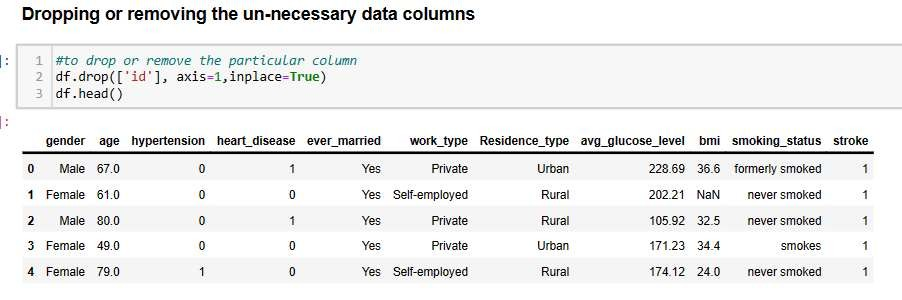 Dropping or removing the un-necessary data columns
]: 1 #to drop or remove the particular column
2 df.drop(['id'], axis=1,inplace=True)
3 df.head()
]:
gender age hypertension heart_disease ever_married work_type Residence_type avg_glucose_level bmi smoking_status stroke
0 Male 67.0 0 1 Yes Private Urban 228.69 36.6 formerly smoked 1
1 Female 61.0 0 0 Yes Self-employed Rural 202.21 NaN never smoked 1
2 Male 80.0 0 1 Yes Private Rural 105.92 32.5 never smoked 1
3 Female 49.0 0 0 Yes Private Urban 171.23 34.4 smokes 1
4 Female 79.0 1 0 Yes Self-employed Rural 174.12 24.0 never smoked 1